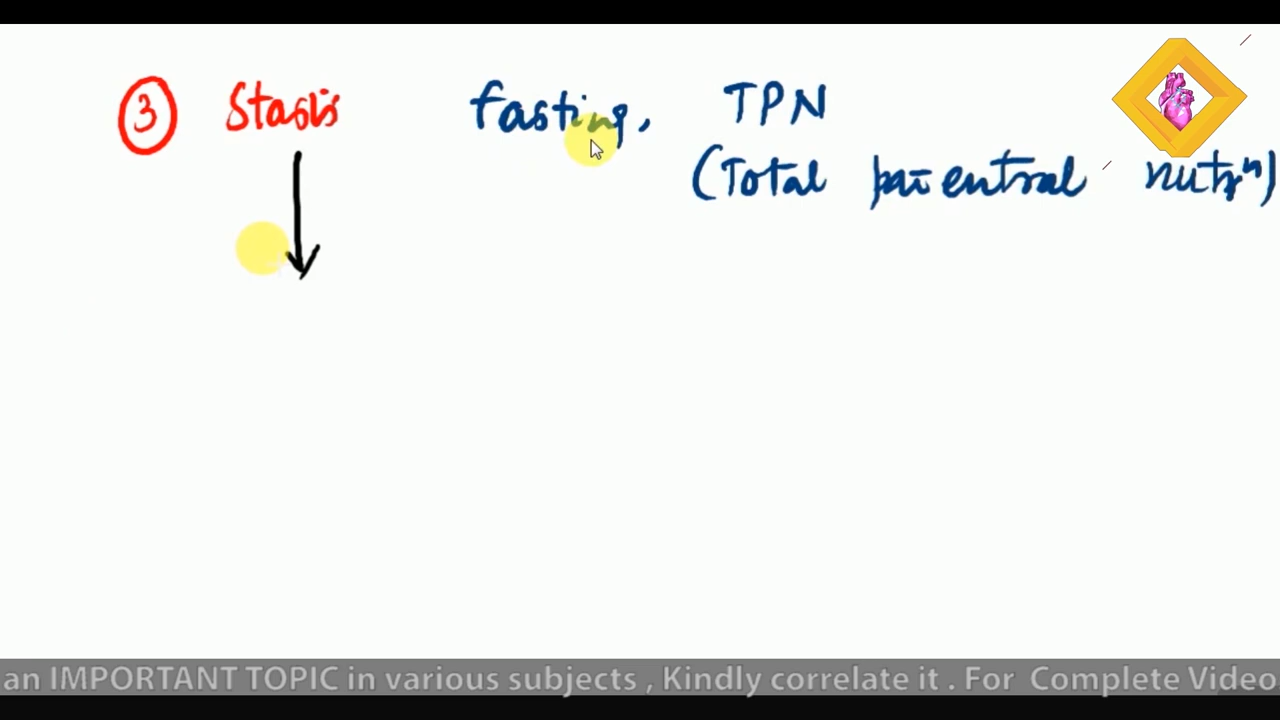 ③ Stasis fasting, TPN
(Total parentral nutrⁿ)
an IMPORTANT TOPIC in various subjects , Kindly correlate it . For Complete Video